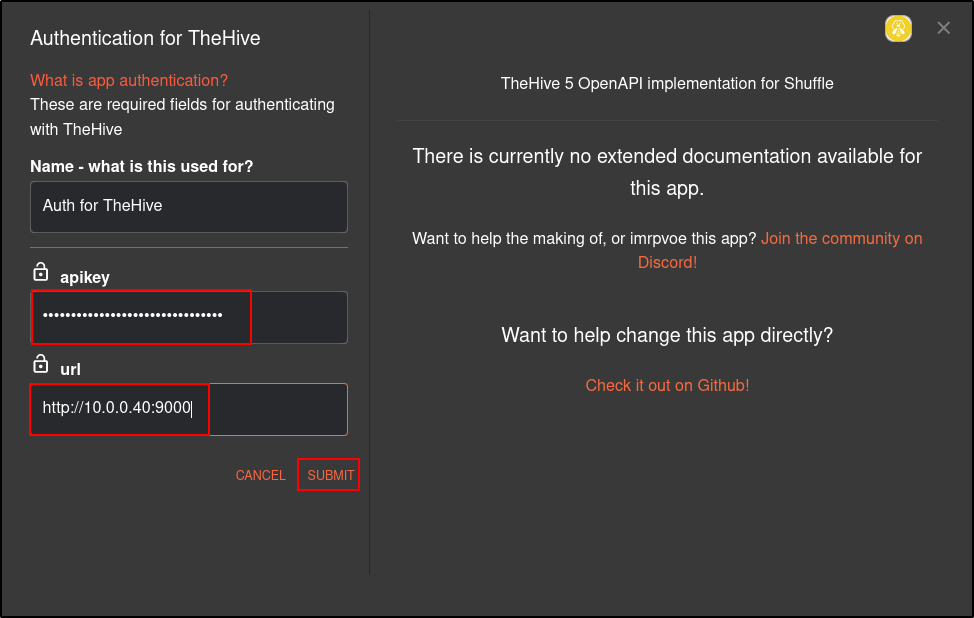 Authentication for TheHive
What is app authentication?
These are required fields for authenticating
with TheHive
Name - what is this used for?
Auth for TheHive
apikey
••••••••••••••••••••••••••••••••
url
http://10.0.0.40:9000
CANCEL
SUBMIT
TheHive 5 OpenAPI implementation for Shuffle
There is currently no extended documentation available for
this app.
Want to help the making of, or imrpvoe this app? Join the community on
Discord!
Want to help change this app directly?
Check it out on Github!